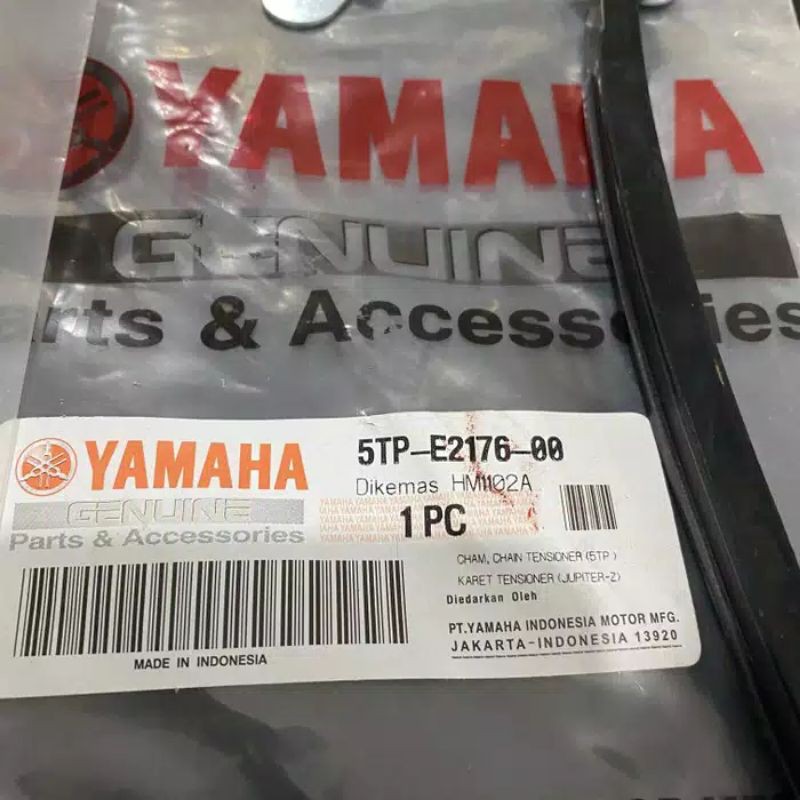 YAMAHA
GENUINE
Parts & Accessories
YAMAHA
GENUINE
Parts & Accessories
MADE IN INDONESIA
5TP-E2176-00
Dikemas HM1102A
1 PC
CHAM, CHAIN TENSIONER (5TP )
KARET TENSIONER (JUPITER-Z)
Diedarkan Oleh
PT.YAMAHA INDONESIA MOTOR MFG.
JAKARTA-INDONESIA 13920